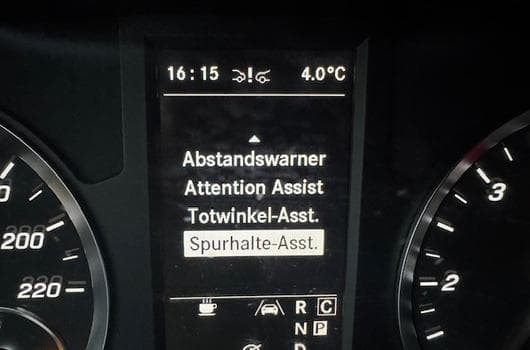 16:15 4.0°C
Abstandswarner
Attention Assist
Totwinkel-Asst.
Spurhalte-Asst.
200
220
3
2
R C
N P
D